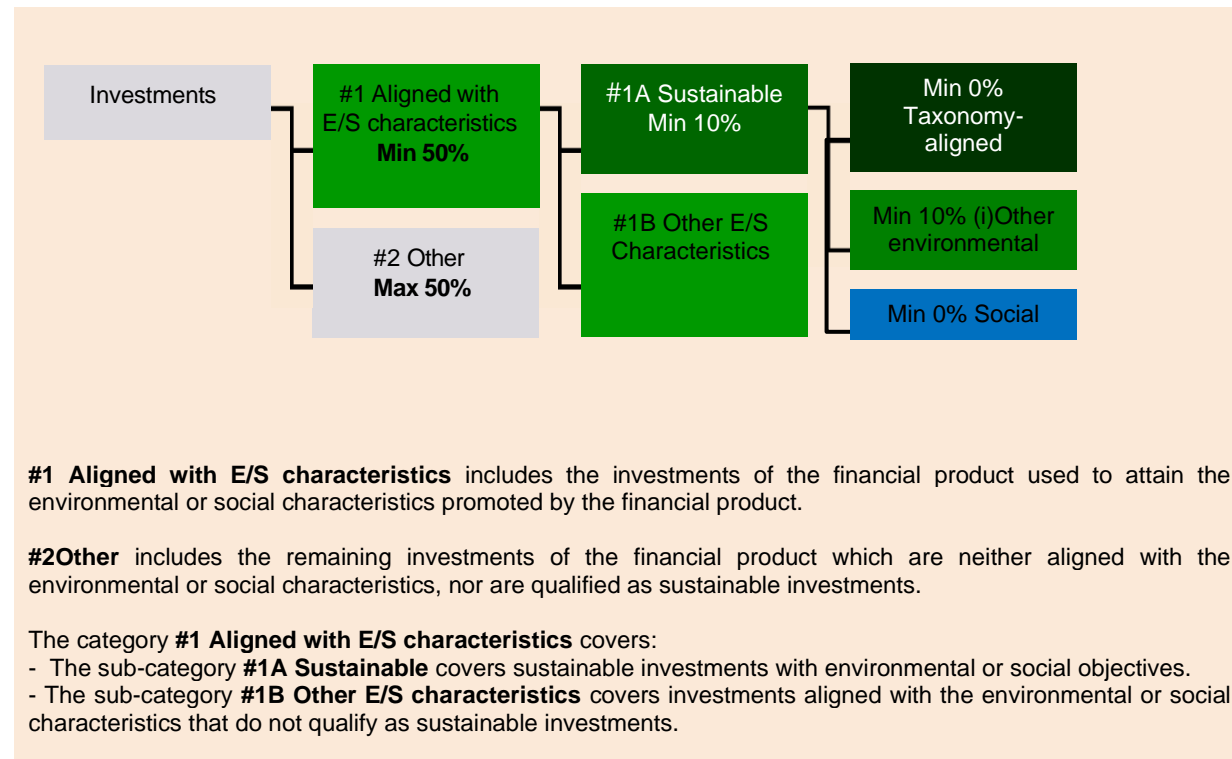 Investments
#1 Aligned with
E/S characteristics
Min 50%
#2 Other
Max 50%
#1A Sustainable
Min 10%
#1B Other E/S
Characteristics
Min 0%
Taxonomy-
aligned
Min 10% (i)Other
environmental
Min 0% Social
#1 Aligned with E/S characteristics includes the investments of the financial product used to attain the
environmental or social characteristics promoted by the financial product.
#2Other includes the remaining investments of the financial product which are neither aligned with the
environmental or social characteristics, nor are qualified as sustainable investments.
The category #1 Aligned with E/S characteristics covers:
- The sub-category #1A Sustainable covers sustainable investments with environmental or social objectives.
- The sub-category #1B Other E/S characteristics covers investments aligned with the environmental or social
characteristics that do not qualify as sustainable investments.